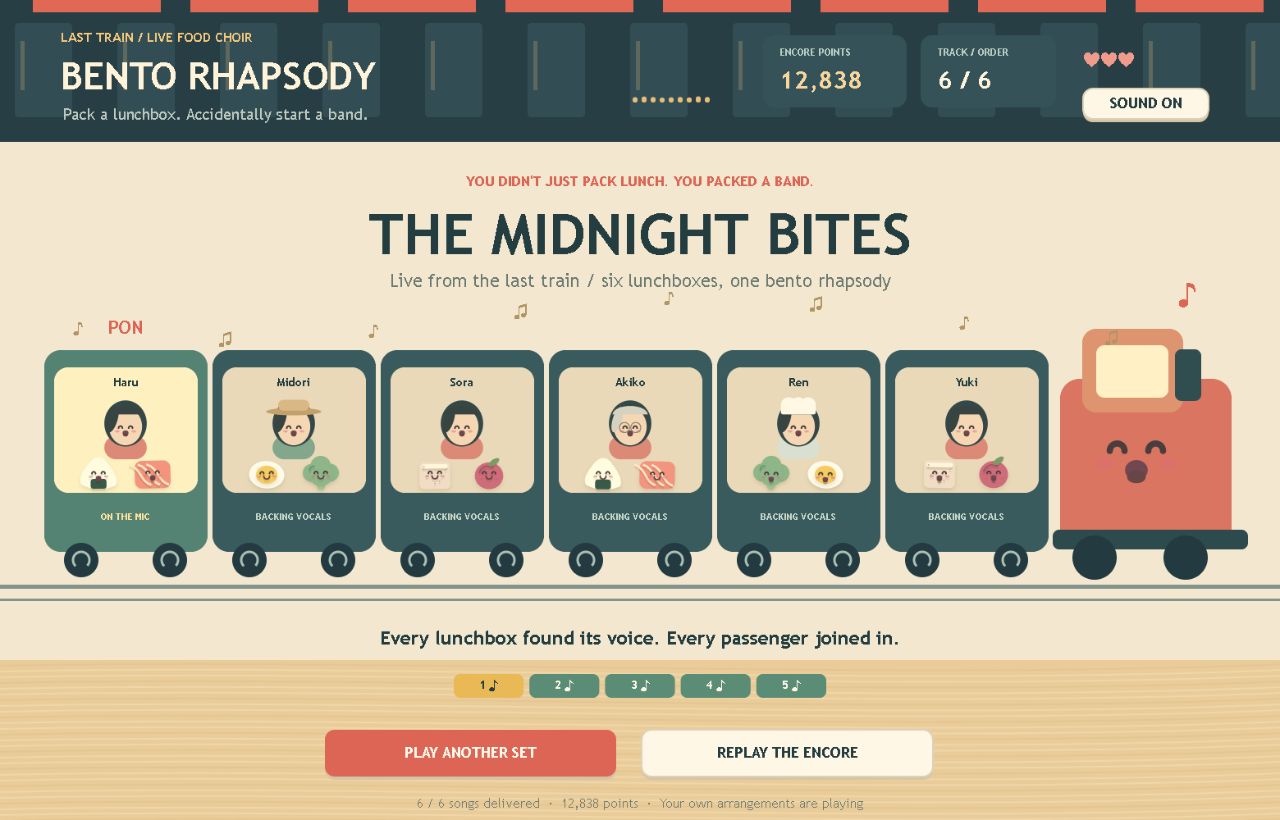 LAST TRAIN / LIVE FOOD CHOIR
BENTO RHAPSODY
Pack a lunchbox. Accidentally start a band.
ENCORE POINTS
12,838
TRACK / ORDER
6 / 6
SOUND ON
YOU DIDN'T JUST PACK LUNCH. YOU PACKED A BAND.
THE MIDNIGHT BITES
Live from the last train / six lunchboxes, one bento rhapsody
PON
Haru
Midori
Sora
Akiko
Ren
Yuki
ON THE MIC
BACKING VOCALS
BACKING VOCALS
BACKING VOCALS
BACKING VOCALS
BACKING VOCALS
Every lunchbox found its voice. Every passenger joined in.
1 ♪
2 ♪
3 ♪
4 ♪
5 ♪
PLAY ANOTHER SET
REPLAY THE ENCORE
6 / 6 songs delivered · 12,838 points · Your own arrangements are playing